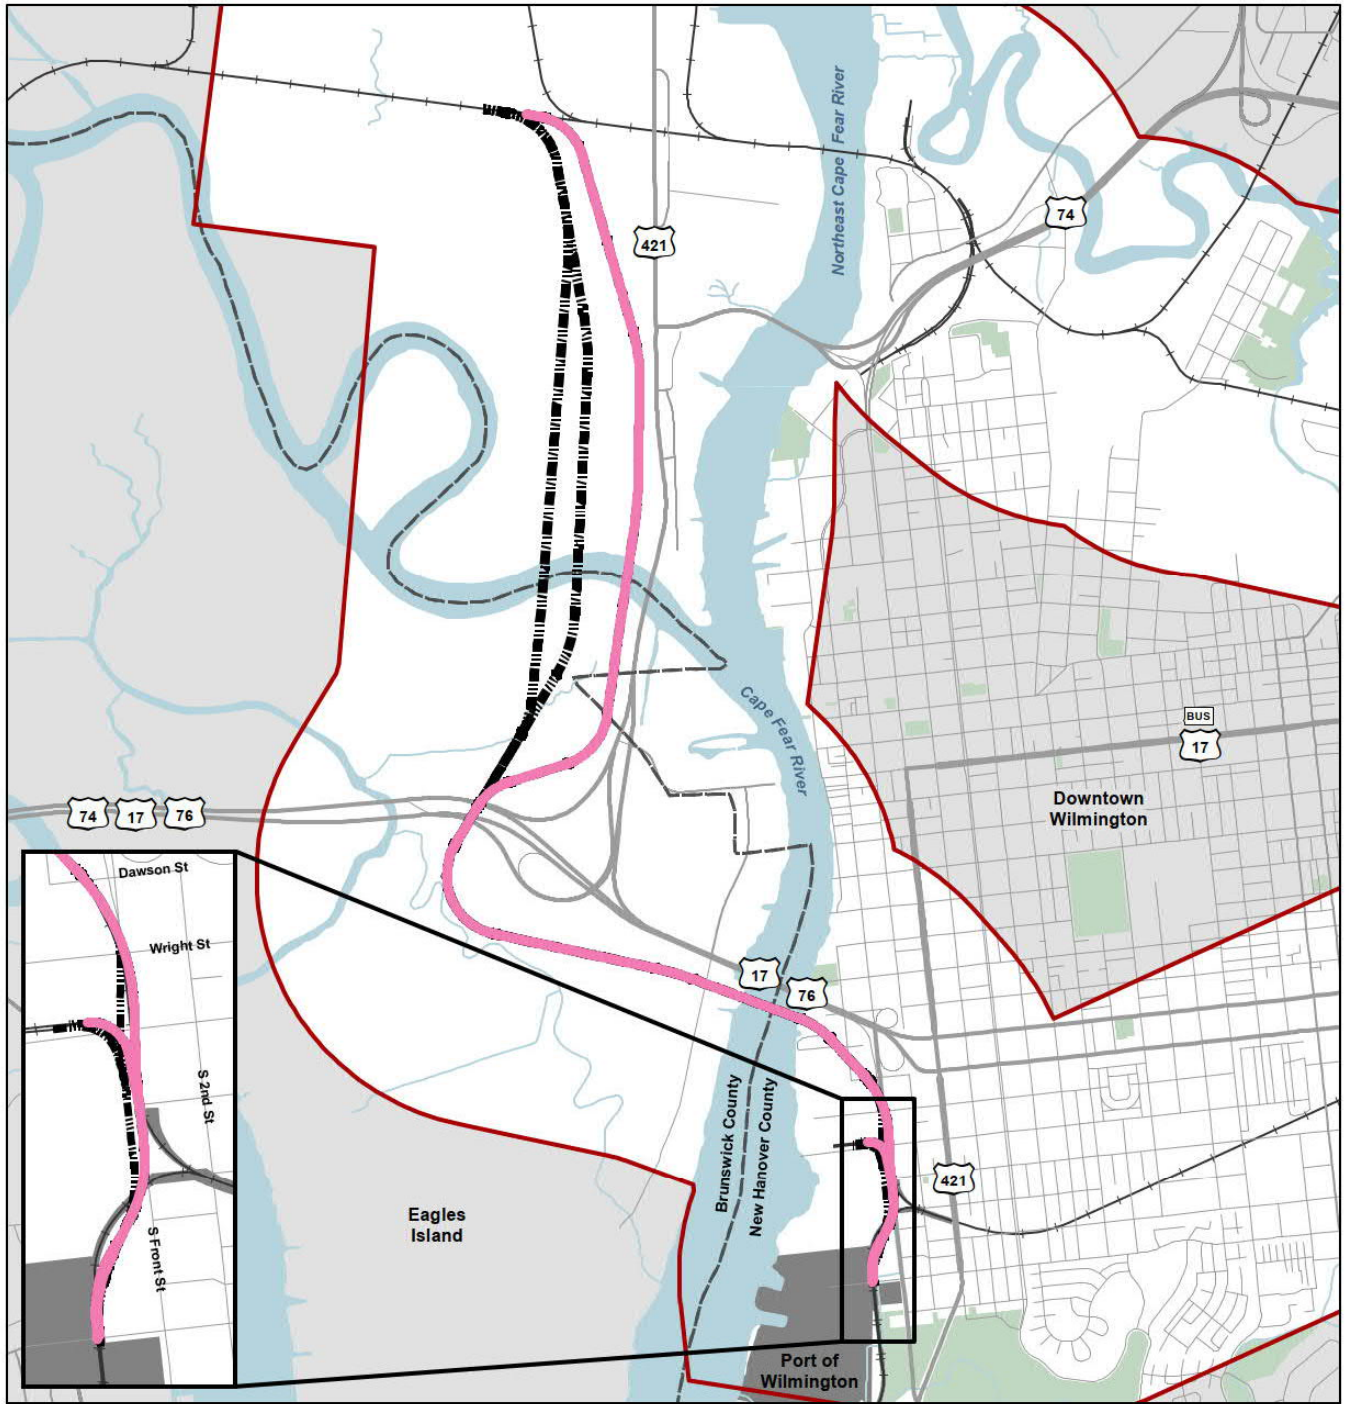 Northeast Cape Fear River
74
421
BUS
17
Cape Fear River
Downtown
Wilmington
74
17
76
Dawson St
Wright St
S 2nd St
S Front St
17
76
Brunswick County
New Hanover County
421
Eagles
Island
Port of
Wilmington